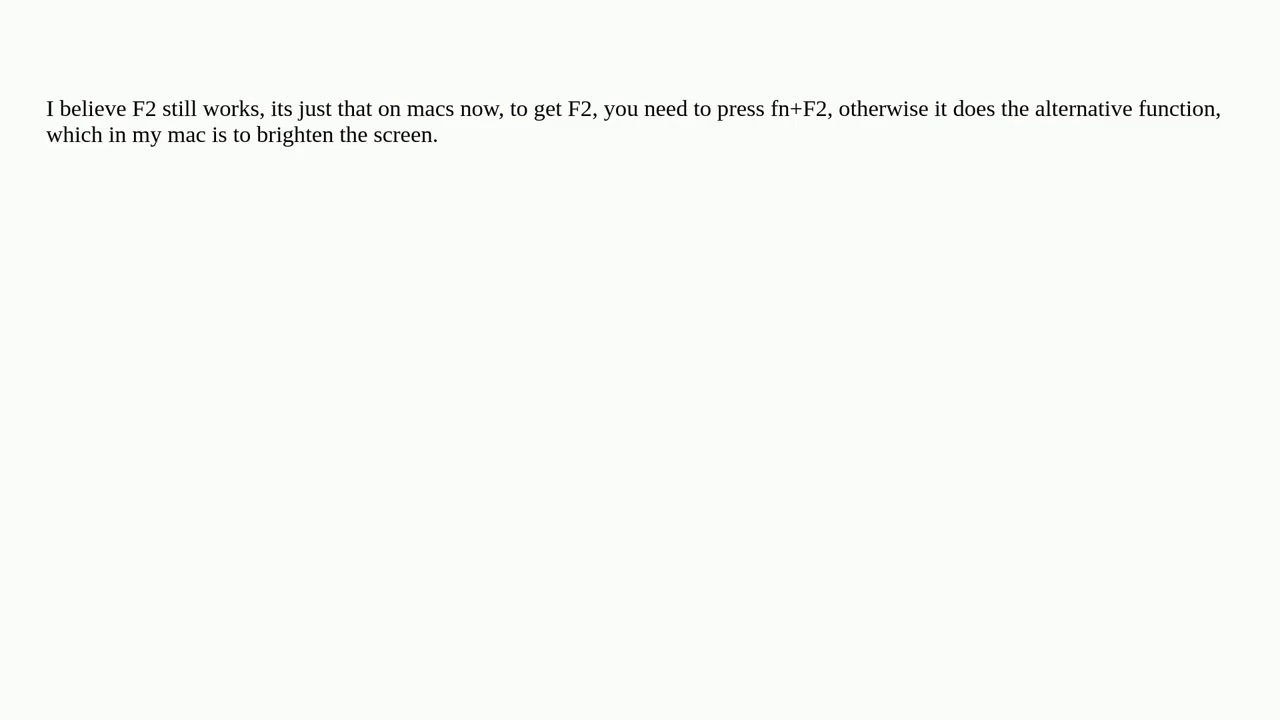 I believe F2 still works, its just that on macs now, to get F2, you need to press fn+F2, otherwise it does the alternative function,
which in my mac is to brighten the screen.